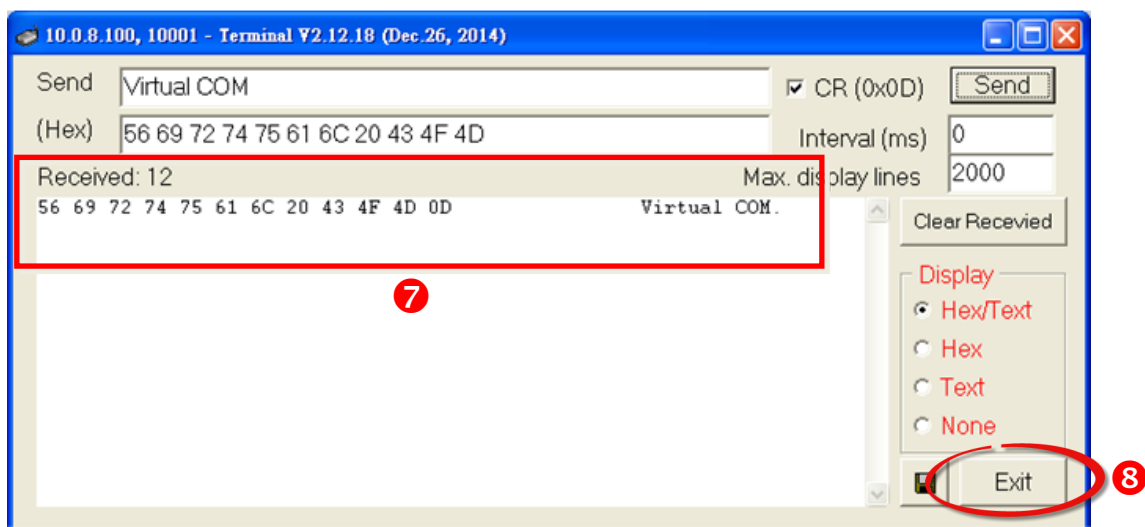 10.0.8.100, 10001 - Terminal V2.12.18 (Dec.26, 2014)
Send Virtual COM CR (0x0D) Send
(Hex) 56 69 72 74 75 61 6C 20 43 4F 4D Interval (ms) 0
Received: 12 Max. display lines 2000
56 69 72 74 75 61 6C 20 43 4F 4D 0D Virtual COM.
Clear Recevied
Display
Hex/Text
Hex
Text
None
Exit
7
8